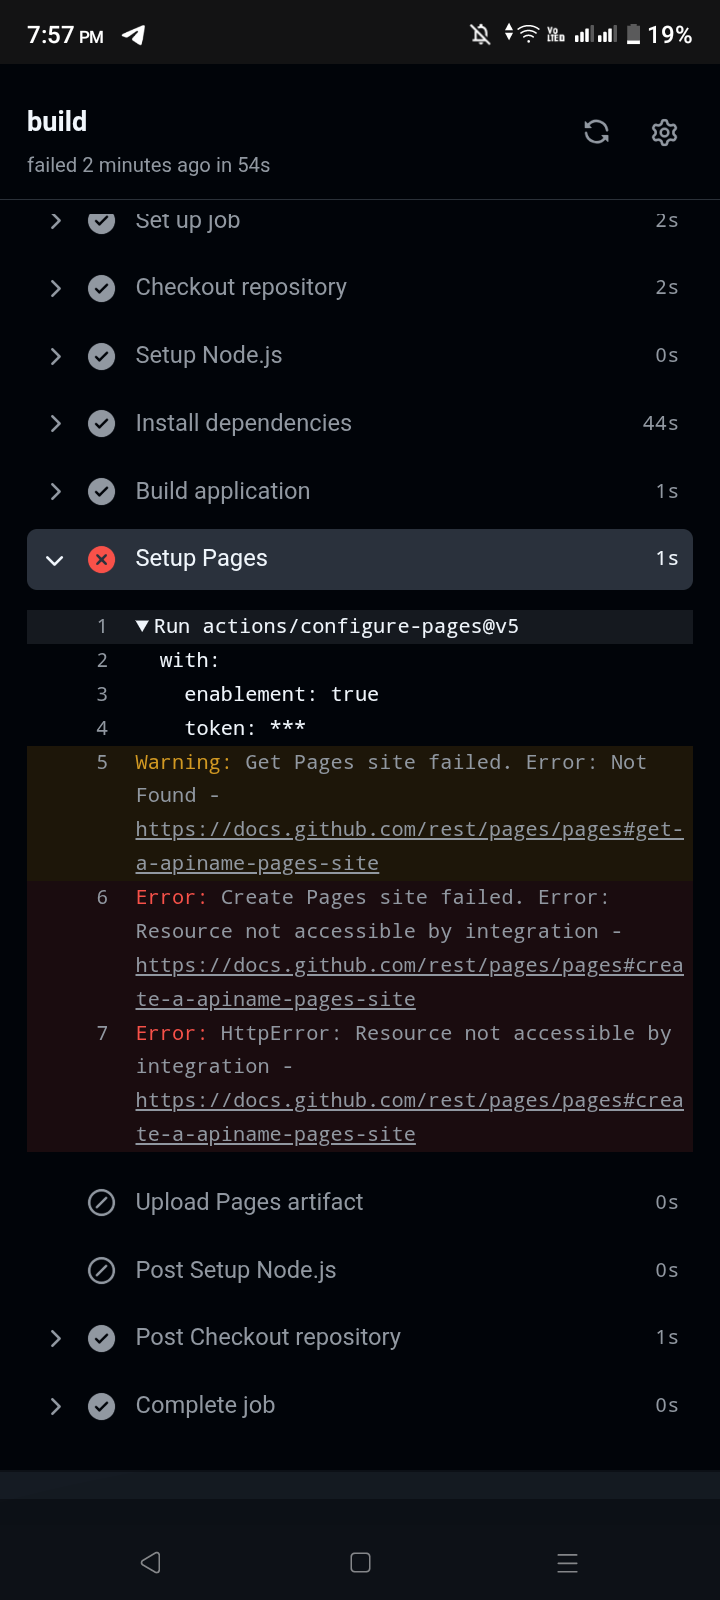 7:57 PM
Vo LTE 19%
build
failed 2 minutes ago in 54s
Set up job 2s
Checkout repository 2s
Setup Node.js 0s
Install dependencies 44s
Build application 1s
Setup Pages 1s
1 ▼ Run actions/configure-pages@v5
2 with:
3 enablement: true
4 token: ***
5 Warning: Get Pages site failed. Error: Not
Found -
https://docs.github.com/rest/pages/pages#get-
a-apiname-pages-site
6 Error: Create Pages site failed. Error:
Resource not accessible by integration -
https://docs.github.com/rest/pages/pages#crea
te-a-apiname-pages-site
7 Error: HttpError: Resource not accessible by
integration -
https://docs.github.com/rest/pages/pages#crea
te-a-apiname-pages-site
Upload Pages artifact 0s
Post Setup Node.js 0s
Post Checkout repository 1s
Complete job 0s